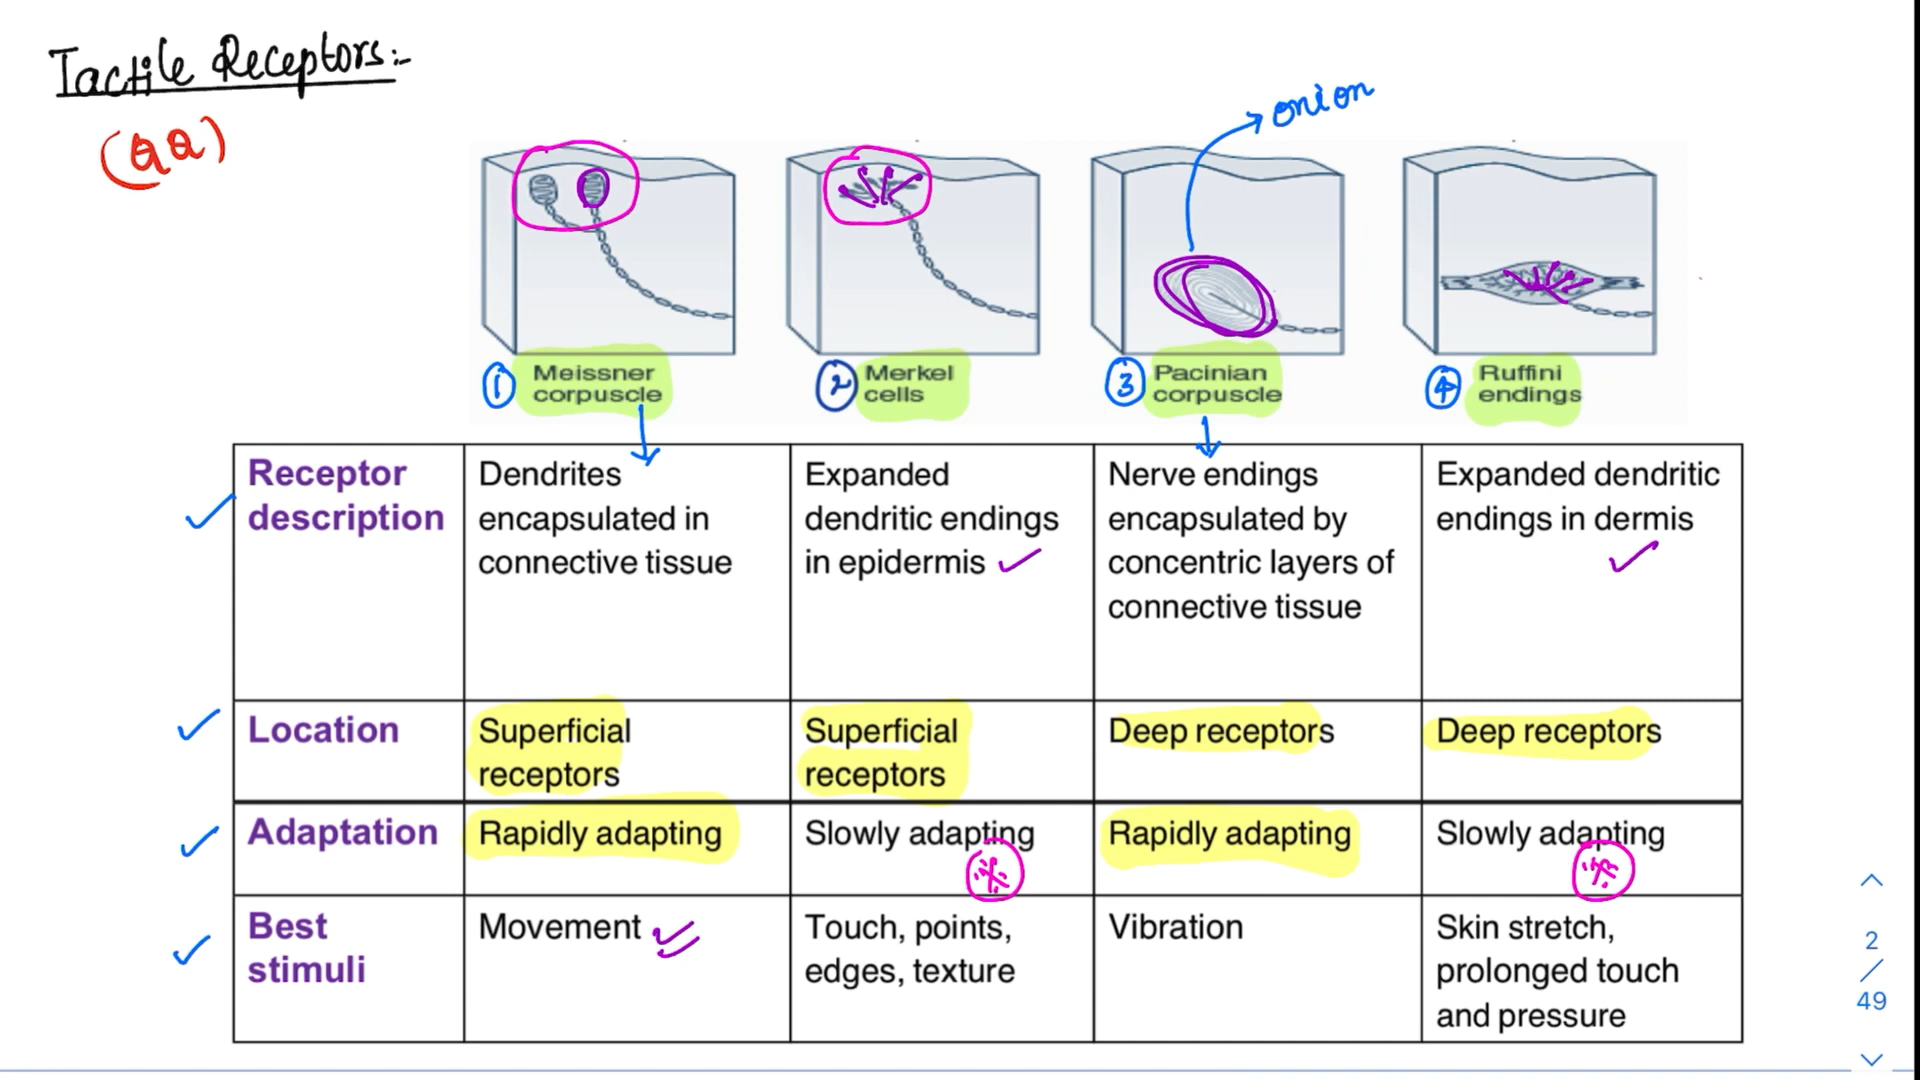 Tactile Receptors:-
(QQ)
onion
① Meissner
corpuscle
② Merkel
cells
③ Pacinian
corpuscle
④ Ruffini
endings
Receptor
description
Dendrites
encapsulated in
connective tissue
Expanded
dendritic endings
in epidermis
Nerve endings
encapsulated by
concentric layers of
connective tissue
Expanded dendritic
endings in dermis
Location
Superficial
receptors
Superficial
receptors
Deep receptors
Deep receptors
Adaptation
Rapidly adapting
Slowly adapting
Rapidly adapting
Slowly adapting
Best
stimuli
Movement
Touch, points,
edges, texture
Vibration
Skin stretch,
prolonged touch
and pressure
2
/
49